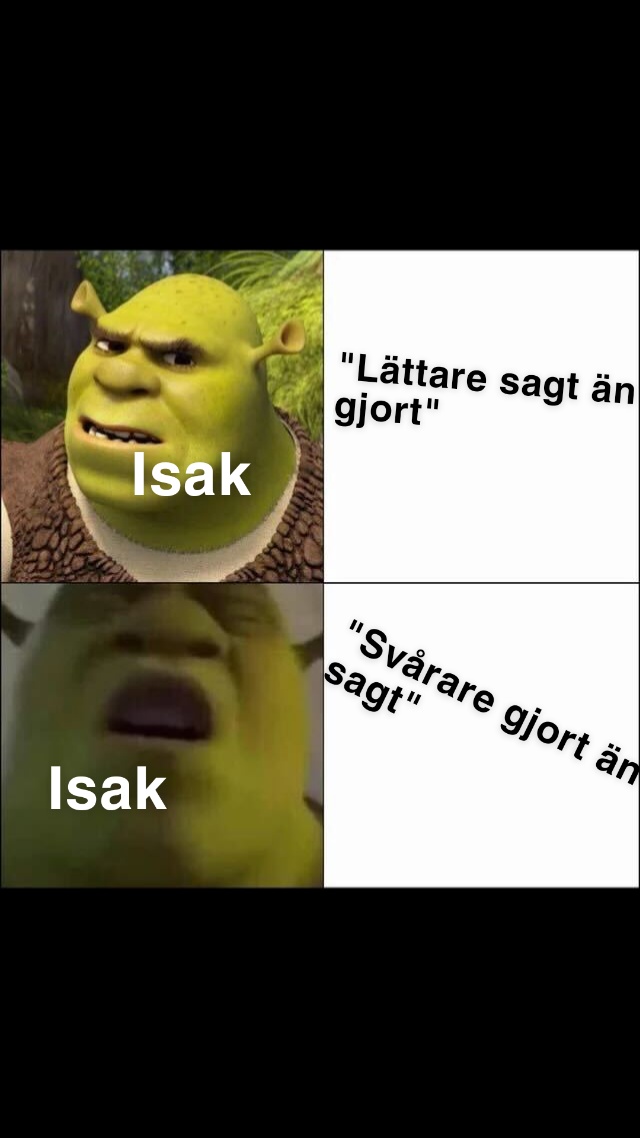 "Lättare sagt än
gjort"
Isak
"Svårare gjort än
sagt"
Isak